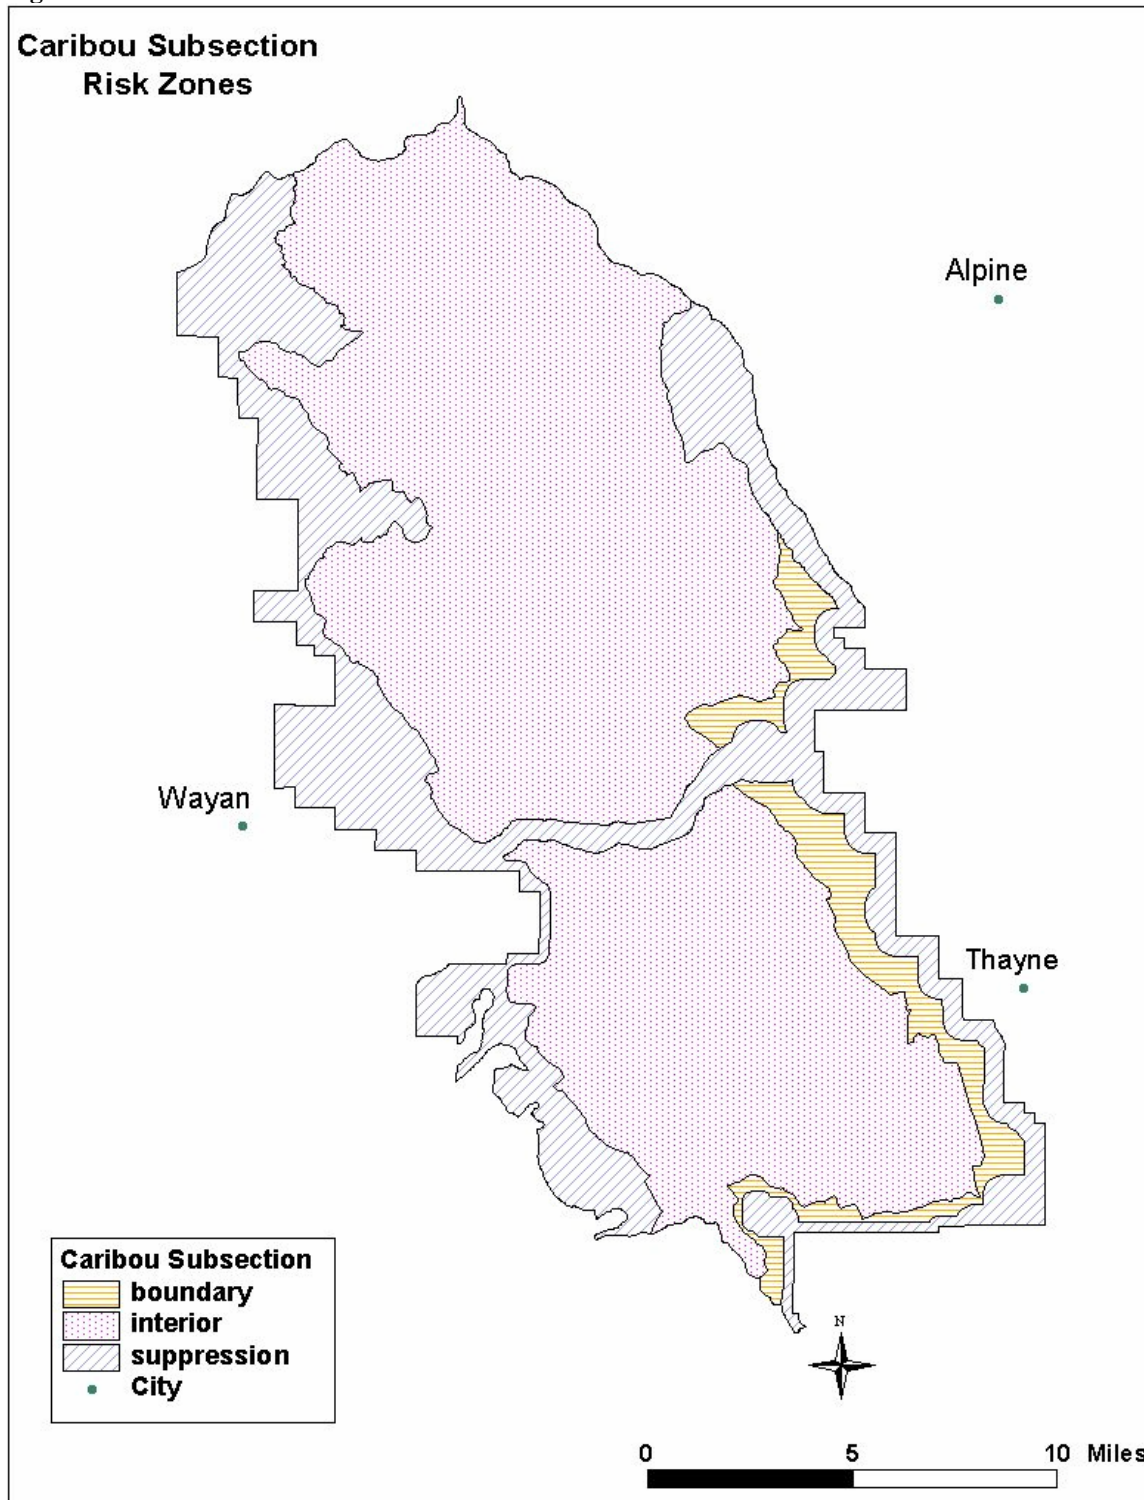 Caribou Subsection
Risk Zones
Alpine
Wayan
Thayne
Caribou Subsection
boundary
interior
suppression
City
N
0 5 10 Miles